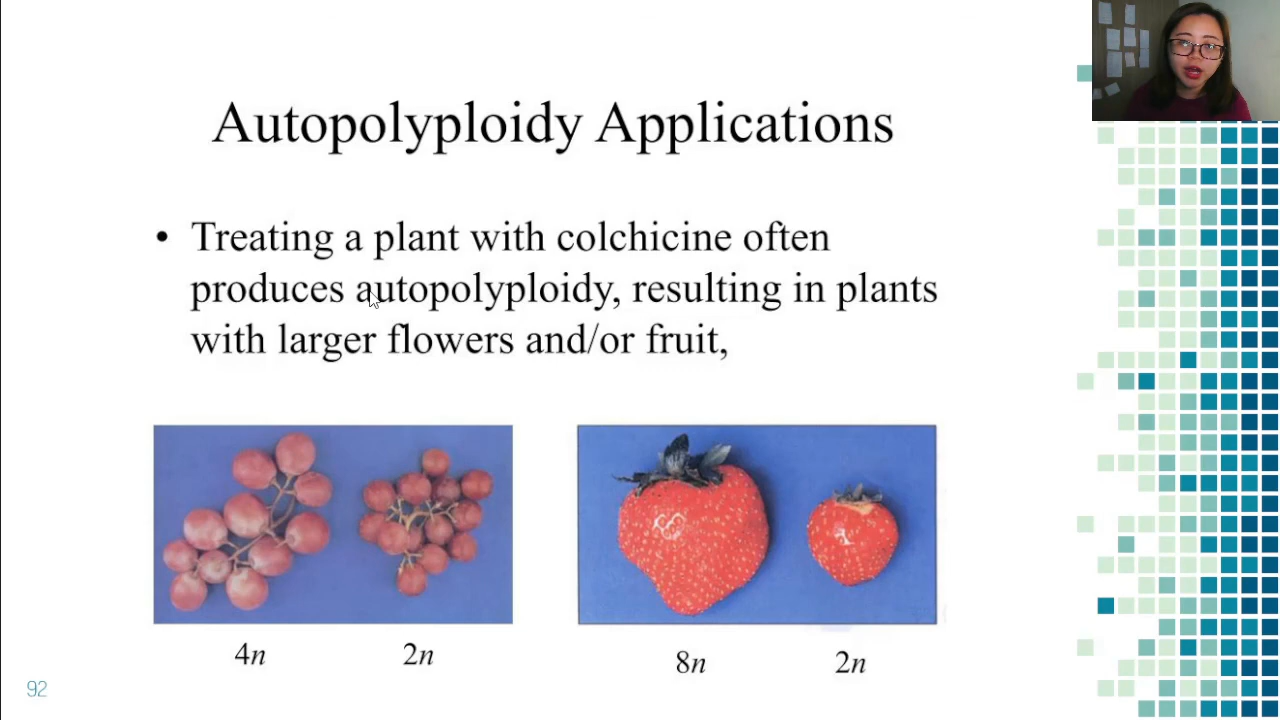 Autopolyploidy Applications
• Treating a plant with colchicine often
produces autopolyploidy, resulting in plants
with larger flowers and/or fruit,
4n 2n
8n 2n
92